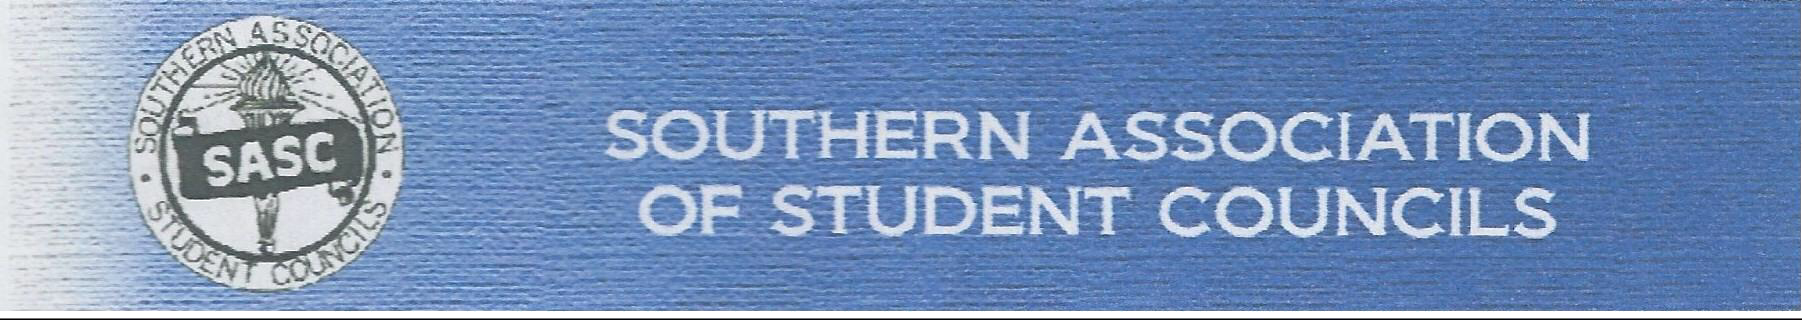 SOUTHERN ASSOCIATION
STUDENT COUNCILS
SASC
SOUTHERN ASSOCIATION
OF STUDENT COUNCILS